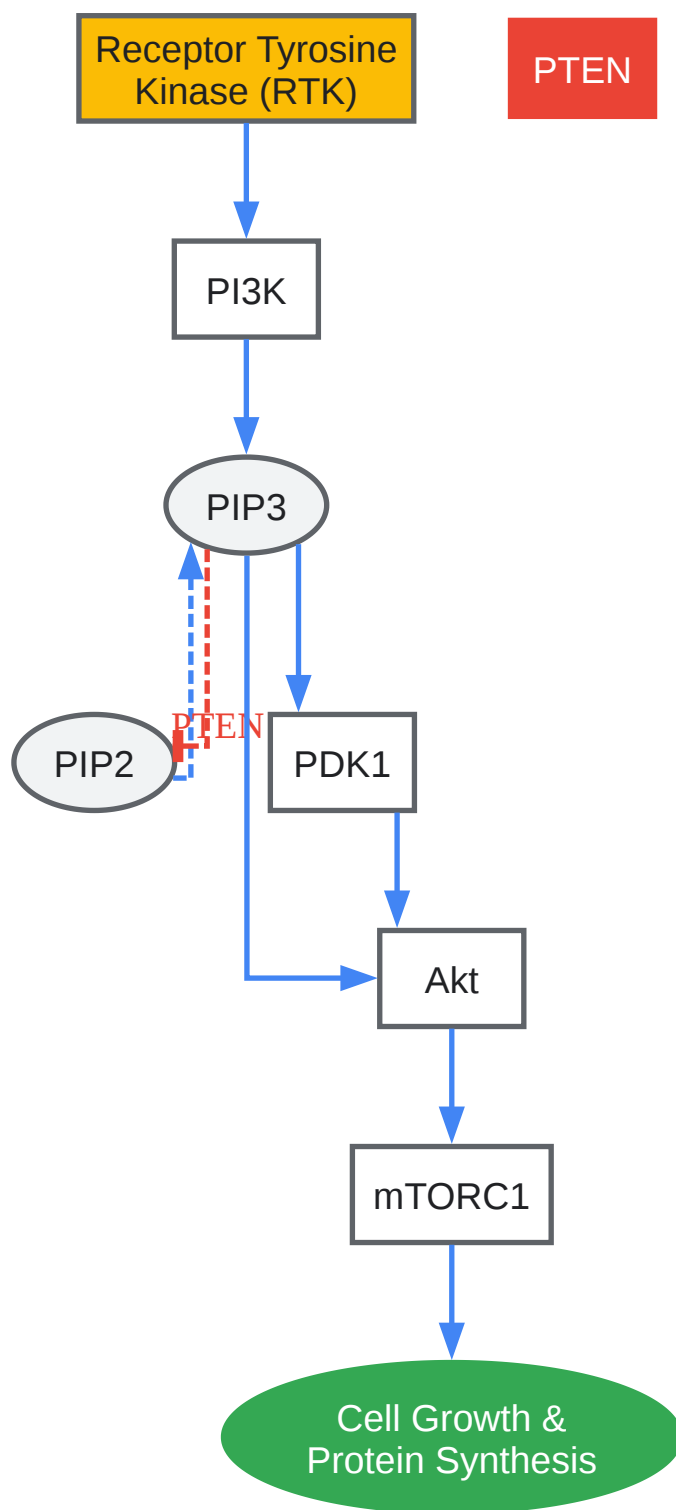 Receptor Tyrosine
Kinase (RTK)
PTEN
PI3K
PIP3
PTEN
PIP2
PDK1
Akt
mTORC1
Cell Growth &
Protein Synthesis